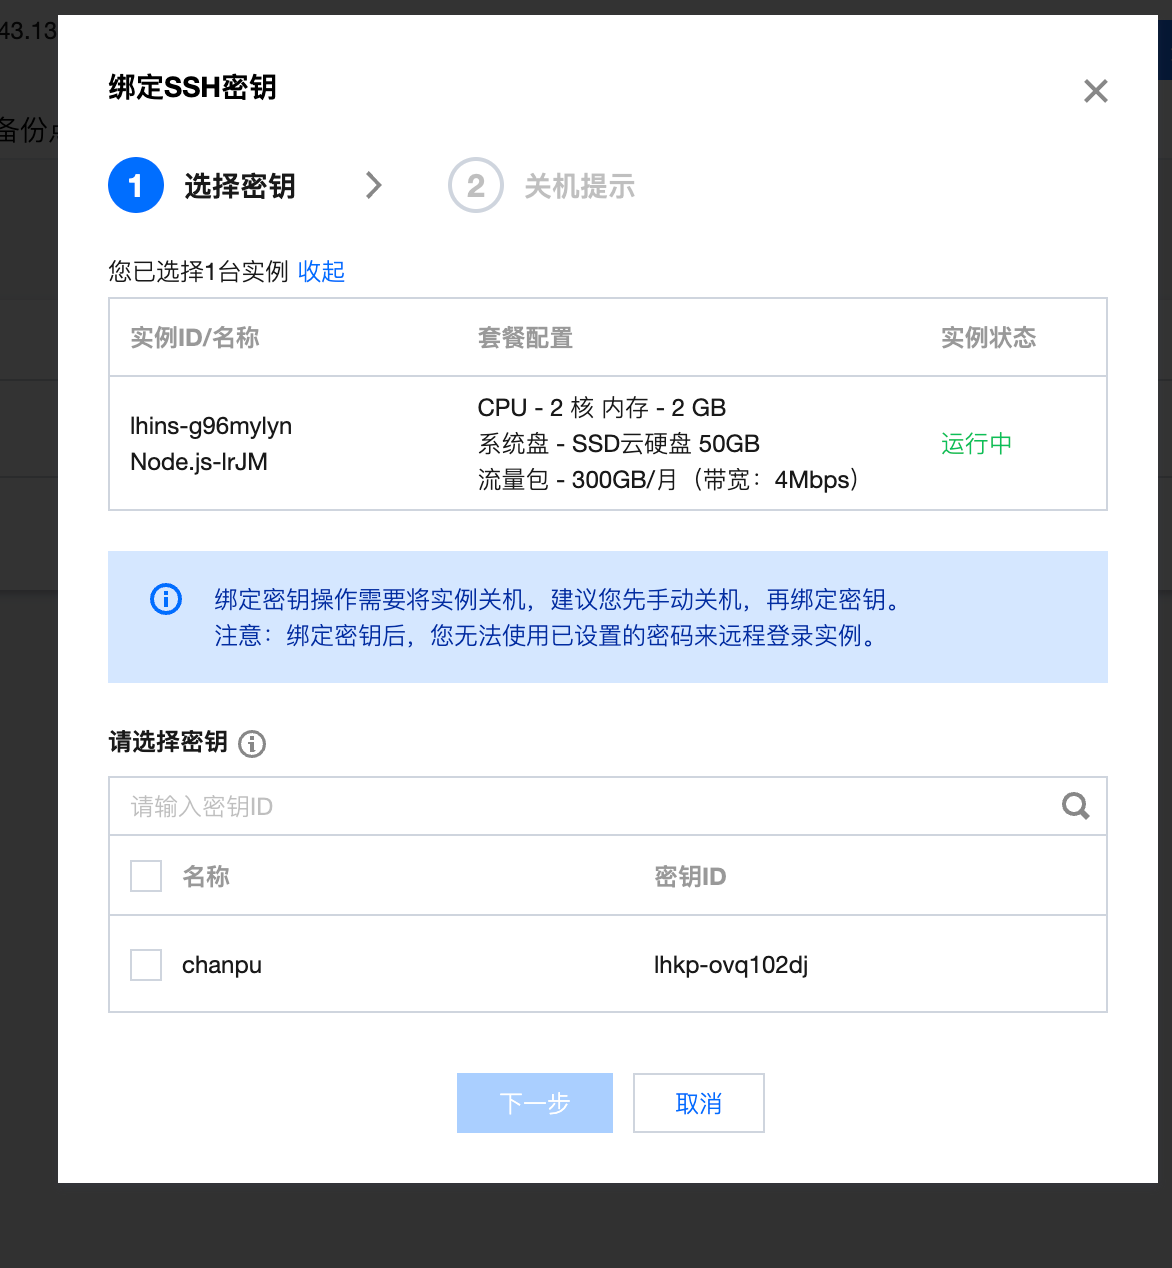 43.13
备份点
绑定SSH密钥
1 选择密钥 2 关机提示
您已选择1台实例 收起
实例ID/名称 套餐配置 实例状态
lhins-g96mylyn
Node.js-lrJM
CPU - 2 核 内存 - 2 GB
系统盘 - SSD云硬盘 50GB
流量包 - 300GB/月（带宽：4Mbps）
运行中
绑定密钥操作需要将实例关机，建议您先手动关机，再绑定密钥。
注意：绑定密钥后，您无法使用已设置的密码来远程登录实例。
请选择密钥
请输入密钥ID
名称 密钥ID
chanpu lhkp-ovq102dj
下一步 取消